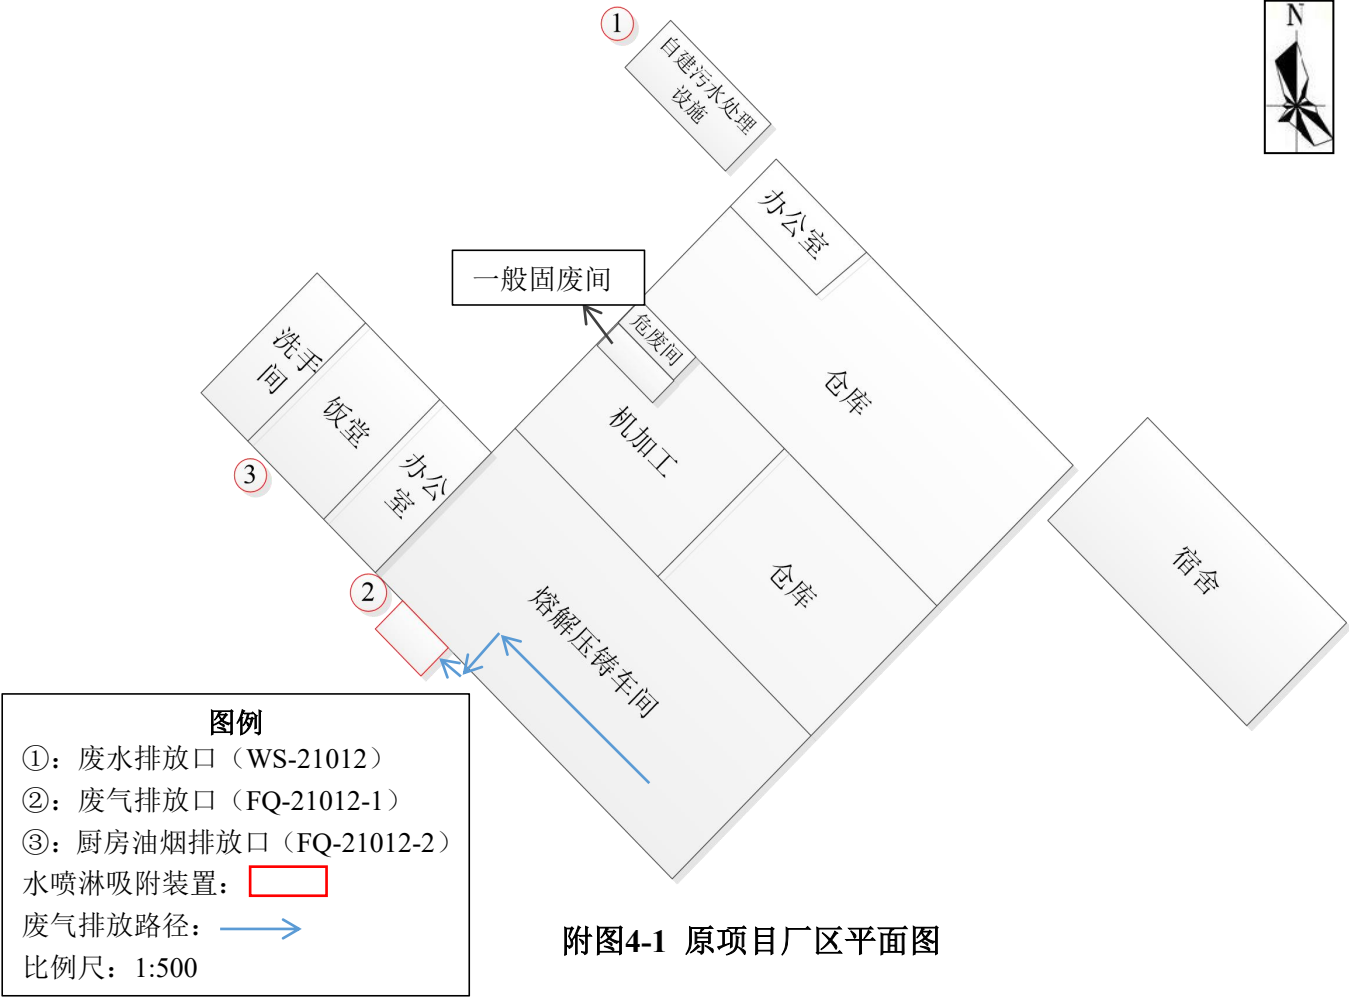 ①
N
自建污水处理
设施
办公室
一般固废间
危废间
洗手
间
仓库
饭堂
机加工
办公
室
③
②
仓库
宿舍
熔解压铸车间
图例
①：废水排放口（WS-21012）
②：废气排放口（FQ-21012-1）
③：厨房油烟排放口（FQ-21012-2）
水喷淋吸附装置：
废气排放路径：
比例尺：1:500
附图4-1 原项目厂区平面图